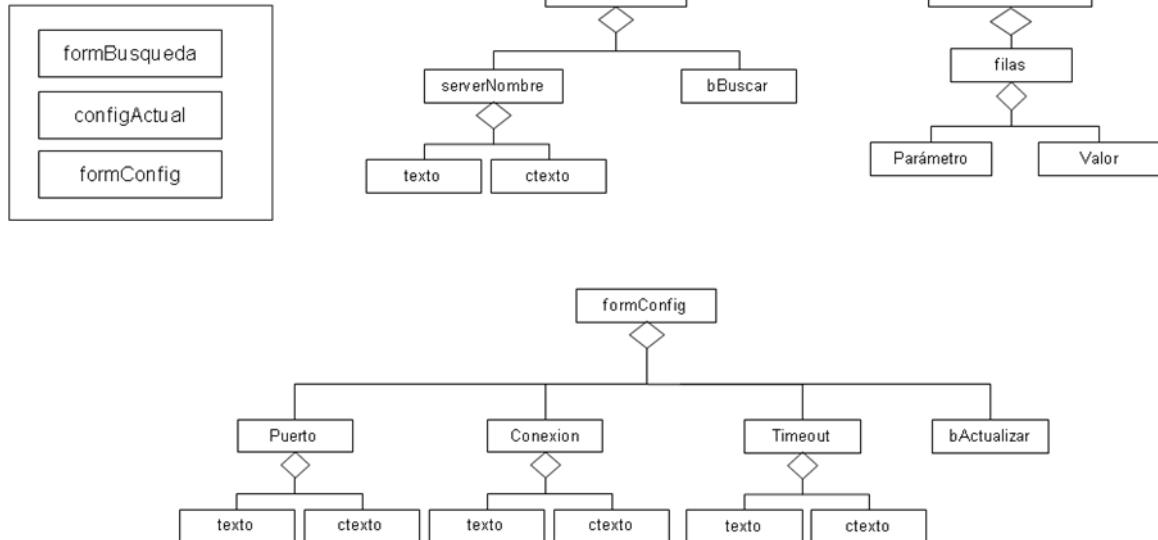 formBusqueda
configActual
formConfig
serverNombre
bBuscar
texto
ctexto
filas
Parámetro
Valor
formConfig
Puerto
Conexion
Timeout
bActualizar
texto
ctexto
texto
ctexto
texto
ctexto